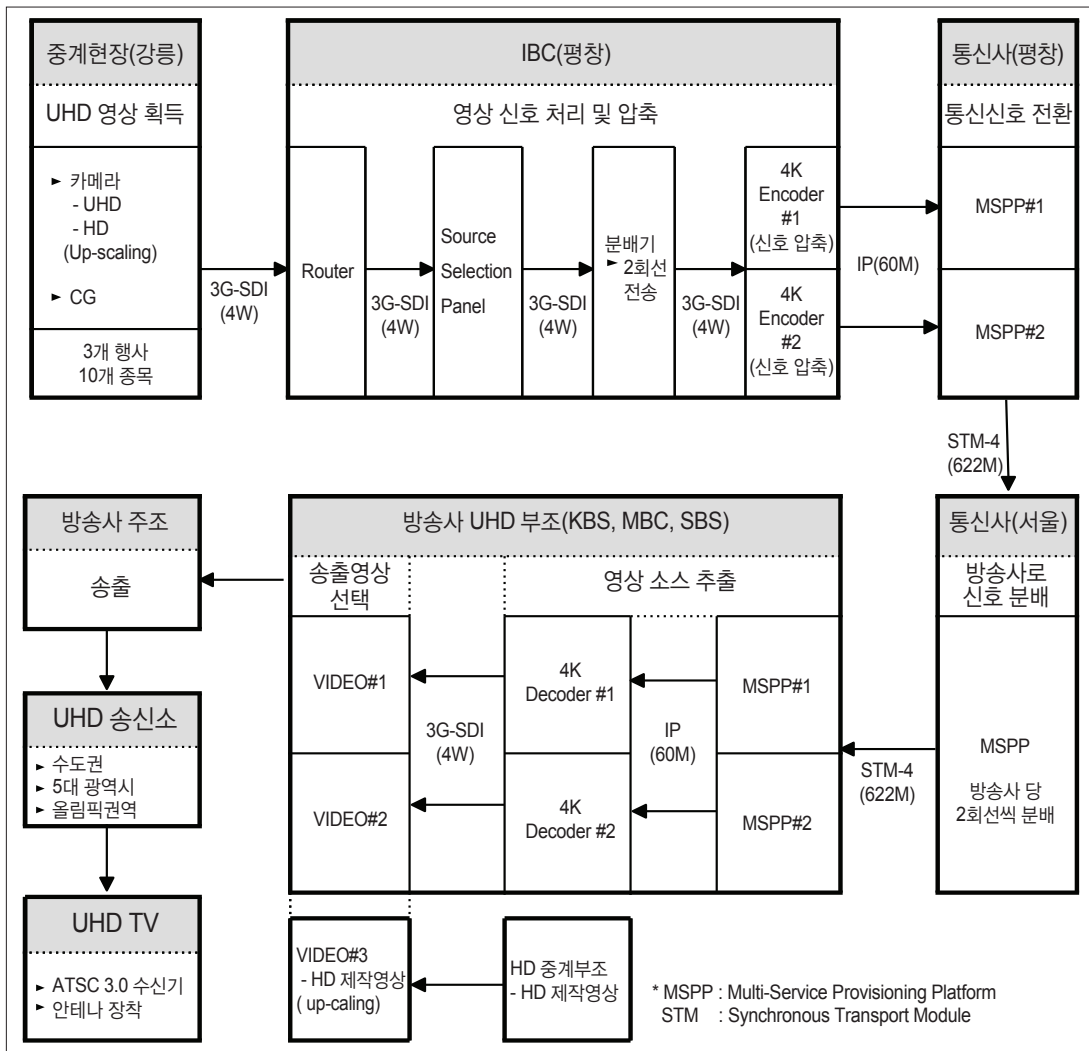 중계현장(강릉)
UHD 영상 획득
► 카메라
- UHD
- HD
(Up-scaling)
► CG
3개 행사
10개 종목
3G-SDI
(4W)
IBC(평창)
영상 신호 처리 및 압축
Router
3G-SDI
(4W)
Source
Selection
Panel
3G-SDI
(4W)
분배기
► 2회선
전송
3G-SDI
(4W)
4K
Encoder
#1
(신호 압축)
4K
Encoder
#2
(신호 압축)
IP(60M)
통신사(평창)
통신신호 전환
MSPP#1
MSPP#2
STM-4
(622M)
통신사(서울)
방송사로
신호 분배
MSPP
방송사 당
2회선씩 분배
STM-4
(622M)
방송사 UHD 부조(KBS, MBC, SBS)
송출영상
선택
영상 소스 추출
VIDEO#1
VIDEO#2
3G-SDI
(4W)
4K
Decoder #1
4K
Decoder #2
IP
(60M)
MSPP#1
MSPP#2
VIDEO#3
- HD 제작영상
( up-caling)
HD 중계부조
- HD 제작영상
방송사 주조
송출
UHD 송신소
► 수도권
► 5대 광역시
► 올림픽권역
UHD TV
► ATSC 3.0 수신기
► 안테나 장착
* MSPP : Multi-Service Provisioning Platform
STM : Synchronous Transport Module